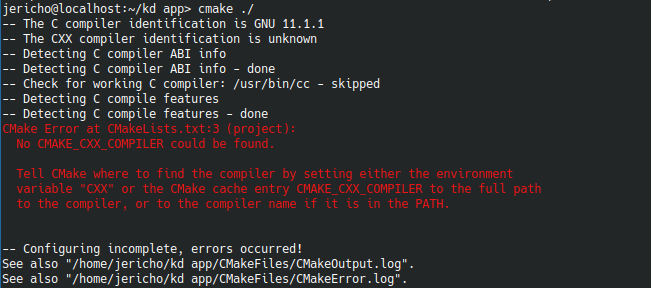 jericho@localhost:~/kd app> cmake ./
-- The C compiler identification is GNU 11.1.1
-- The CXX compiler identification is unknown
-- Detecting C compiler ABI info
-- Detecting C compiler ABI info - done
-- Check for working C compiler: /usr/bin/cc - skipped
-- Detecting C compile features
-- Detecting C compile features - done
CMake Error at CMakeLists.txt:3 (project):
  No CMAKE_CXX_COMPILER could be found.

  Tell CMake where to find the compiler by setting either the environment
  variable "CXX" or the CMake cache entry CMAKE_CXX_COMPILER to the full path
  to the compiler, or to the compiler name if it is in the PATH.


-- Configuring incomplete, errors occurred!
See also "/home/jericho/kd app/CMakeFiles/CMakeOutput.log".
See also "/home/jericho/kd app/CMakeFiles/CMakeError.log".